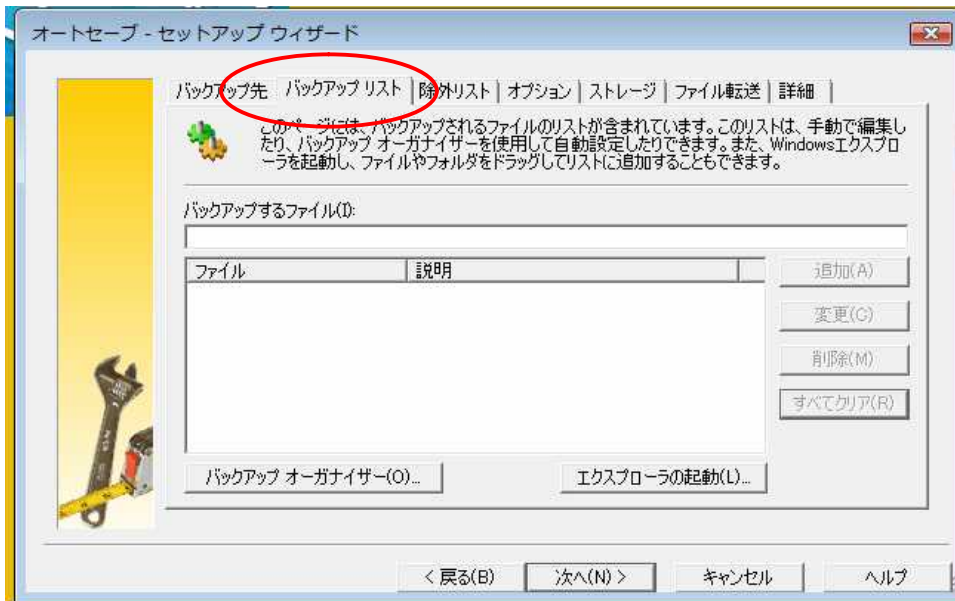 オートセーブ - セットアップ ウィザード
バックアップ先 バックアップ リスト 除外リスト オプション ストレージ ファイル転送 詳細
このページには、バックアップされるファイルのリストが含まれています。このリストは、手動で編集し
たり、バックアップ オーガナイザーを使用して自動設定したりできます。また、Windowsエクスプロ
ーラを起動し、ファイルやフォルダをドラッグしてリストに追加することもできます。
バックアップするファイル(I):
ファイル 説明
追加(A)
変更(C)
削除(M)
すべてクリア(R)
バックアップ オーガナイザー(O)... エクスプローラの起動(L)...
< 戻る(B) 次へ(N) > キャンセル ヘルプ